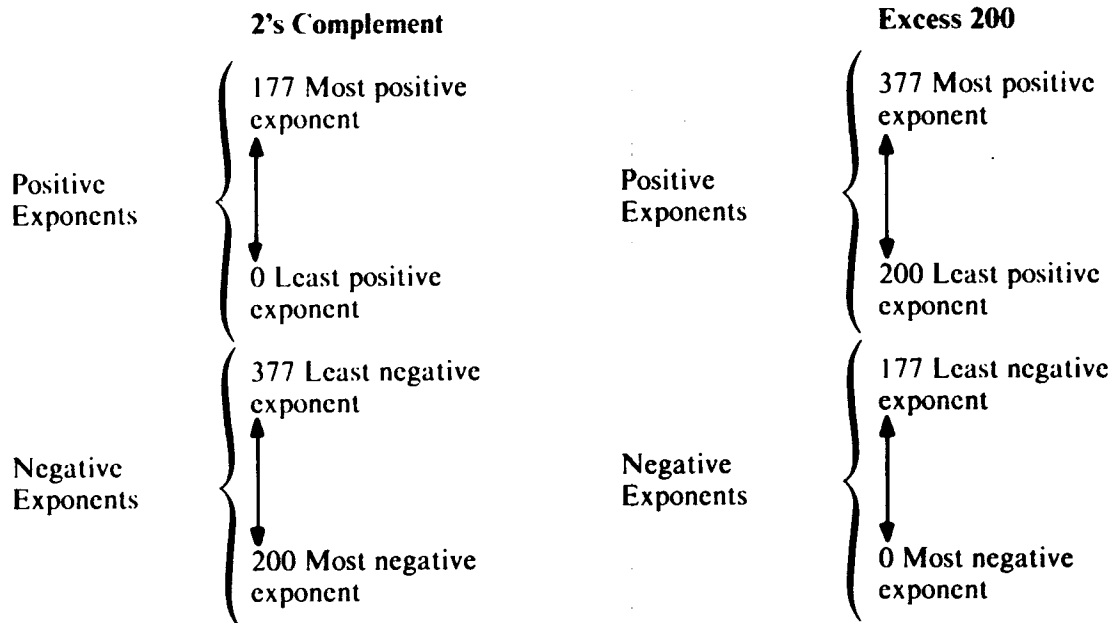 2's Complement
Positive
Exponents
177 Most positive
exponent
0 Least positive
exponent
Negative
Exponents
377 Least negative
exponent
200 Most negative
exponent
Excess 200
Positive
Exponents
377 Most positive
exponent
200 Least positive
exponent
Negative
Exponents
177 Least negative
exponent
0 Most negative
exponent